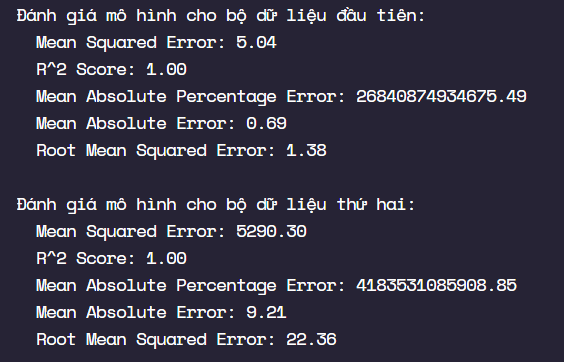 Đánh giá mô hình cho bộ dữ liệu đầu tiên:
Mean Squared Error: 5.04
R^2 Score: 1.00
Mean Absolute Percentage Error: 26840874934675.49
Mean Absolute Error: 0.69
Root Mean Squared Error: 1.38
Đánh giá mô hình cho bộ dữ liệu thứ hai:
Mean Squared Error: 5290.30
R^2 Score: 1.00
Mean Absolute Percentage Error: 4183531085908.85
Mean Absolute Error: 9.21
Root Mean Squared Error: 22.36